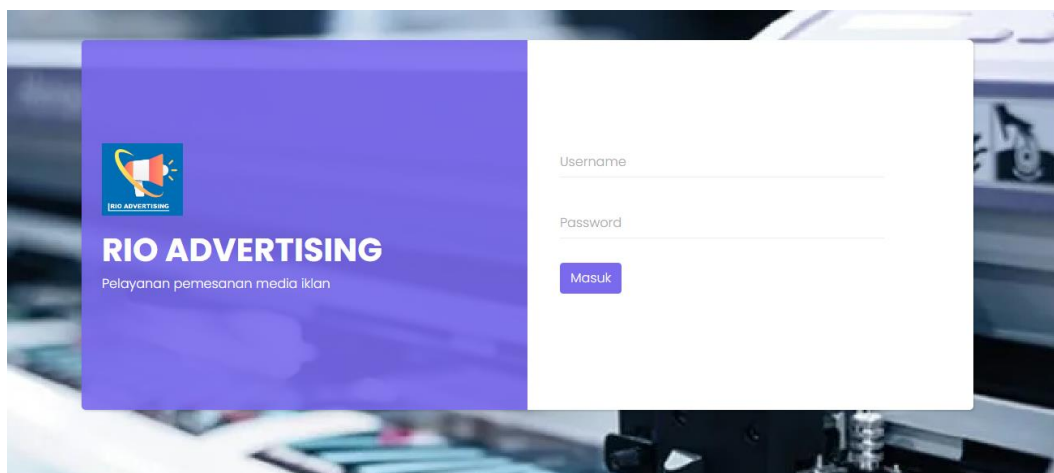 RIO ADVERTISING
RIO ADVERTISING
Pelayanan pemesanan media iklan
Username
Password
Masuk